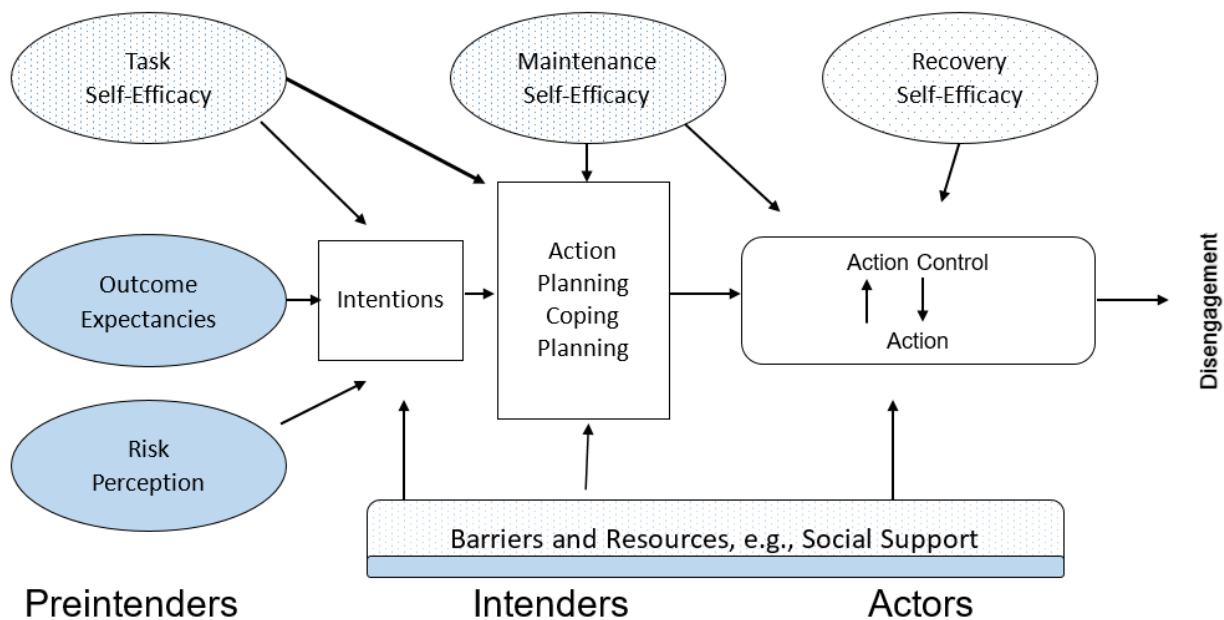 Task
Self-Efficacy
Maintenance
Self-Efficacy
Recovery
Self-Efficacy
Outcome
Expectancies
Intentions
Action
Planning
Coping
Planning
Action Control
Action
Disengagement
Risk
Perception
Barriers and Resources, e.g., Social Support
Preintenders
Intenders
Actors